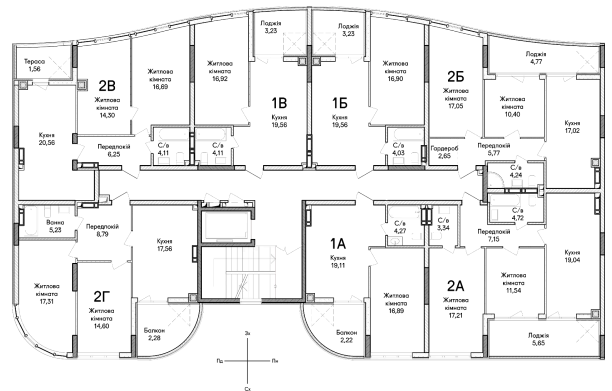 Лоджія
3,23
Лоджія
3,23
Тераса
1,56
Лоджія
4,77
2В
Житлова
кімната
14,30
Житлова
кімната
16,69
Житлова
кімната
16,92
1В
Кухня
19,56
1Б
Кухня
19,56
Житлова
кімната
16,90
2Б
Житлова
кімната
17,05
Житлова
кімната
10,40
Кухня
17,02
Кухня
20,56
Передпокій
6,25
С/в
4,11
С/в
4,11
С/в
4,03
Гардероб
2,65
Передпокій
5,77
С/в
4,24
Ванна
5,23
Передпокій
8,79
Кухня
17,56
1А
Кухня
19,11
С/в
4,27
С/в
3,34
С/в
4,72
Передпокій
7,15
Кухня
19,04
Житлова
кімната
17,31
2Г
Житлова
кімната
14,60
Житлова
кімната
16,89
2А
Житлова
кімната
17,21
Житлова
кімната
11,54
Балкон
2,28
Балкон
2,22
Лоджія
5,65
Зх
Пд
Пн
Сх